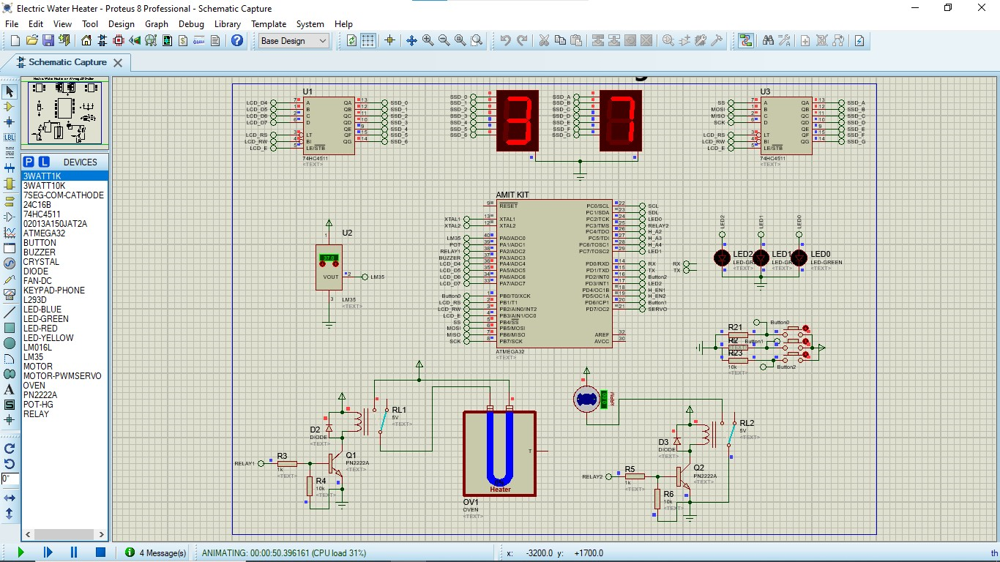 Electric Water Heater - Proteus 8 Professional - Schematic Capture
File Edit View Tool Design Graph Debug Library Template System Help
Base Design
Schematic Capture
P L DEVICES
3WATT1K
3WATT10K
7SEG-COM-CATHODE
24C16B
74HC4511
02013A150JAT2A
ATMEGA32
BUTTON
BUZZER
CRYSTAL
DIODE
FAN-DC
KEYPAD-PHONE
L293D
LED-BLUE
LED-GREEN
LED-RED
LED-YELLOW
LM016L
LM35
MOTOR
MOTOR-PWMSERVO
OVEN
PN2222A
POT-HG
RELAY
0°
U1
LCD_D4 7 A QA 13 SSD_0
LCD_D5 1 B QB 12 SSD_1
LCD_D6 2 C QC 11 SSD_2
LCD_D7 6 D QD 10 SSD_3
QE 9 SSD_4
LCD_RS 3 LT QF 15 SSD_5
LCD_RW 4 BI QG 14 SSD_6
LCD_E 5 LE/STB
74HC4511
<TEXT>
SSD_0
SSD_1
SSD_2
SSD_3
SSD_4
SSD_5
SSD_6
3
SSD_A
SSD_B
SSD_C
SSD_D
SSD_E
SSD_F
SSD_G
7
U3
SS 7 A QA 13 SSD_A
MOSI 1 B QB 12 SSD_B
MISO 2 C QC 11 SSD_C
SCK 6 D QD 10 SSD_D
QE 9 SSD_E
LCD_RS 3 LT QF 15 SSD_F
LCD_RW 4 BI QG 14 SSD_G
LCD_E 5 LE/STB
74HC4511
<TEXT>
AMIT KIT
9 RESET PC0/SCL 22 SCL
PC1/SDA 23 SDL
XTAL1 13 XTAL1 PC2/TCK 24 LED0
XTAL2 12 XTAL2 PC3/TMS 25 RELAY2
PC4/TDO 26 H_A2
LM35 40 PA0/ADC0 PC5/TDI 27 H_A3
POT 39 PA1/ADC1 PC6/TOSC1 28 H_A4
RELAY1 38 PA2/ADC2 PC7/TOSC2 29 LED1
BUZZER 37 PA3/ADC3
LCD_D4 36 PA4/ADC4 PD0/RXD 14 RX
LCD_D5 35 PA5/ADC5 PD1/TXD 15 TX
LCD_D6 34 PA6/ADC6 PD2/INT0 16 Button2
LCD_D7 33 PA7/ADC7 PD3/INT1 17 LED2
PD4/OC1B 18 H_EN1
Button0 1 PB0/T0/XCK PD5/OC1A 19 H_EN2
LCD_RS 2 PB1/T1 PD6/ICP1 20 Button1
LCD_RW 3 PB2/AIN0/INT2 PD7/OC2 21 SERVO
LCD_E 4 PB3/AIN1/OC0
SS 5 PB4/SS
MOSI 6 PB5/MOSI
MISO 7 PB6/MISO AREF 32
SCK 8 PB7/SCK AVCC 30
ATMEGA32
<TEXT>
RX
TX
U2
1
37.0
VOUT 2 LM35
3
LM35
<TEXT>
LED2 LED1 LED0
LED2 LED1 LED0
LED-GREEN
<TEXT> <TEXT> <TEXT>
Button0
R21
Button1
R23
Button2
10k
<TEXT>
RL1
5V
<TEXT>
D2
DIODE
<TEXT>
RELAY1
R3
1k
<TEXT>
Q1
PN2222A
<TEXT>
R4
10k
<TEXT>
T
Heater
OV1
OVEN
<TEXT>
kRPM
RL2
5V
<TEXT>
D3
DIODE
<TEXT>
RELAY2
R5
1k
<TEXT>
Q2
PN2222A
<TEXT>
R6
10k
<TEXT>
4 Message(s) ANIMATING: 00:00:50.396161 (CPU load 31%) x: -3200.0 y: +1700.0 th